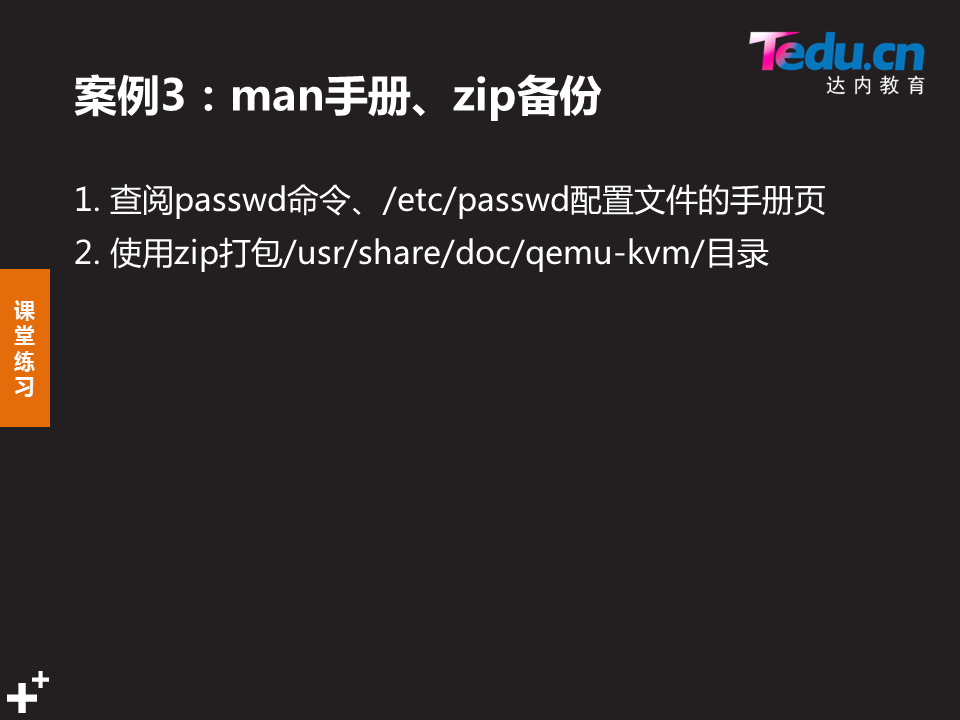 Tedu.cn
达内教育
案例3：man手册、zip备份
1. 查阅passwd命令、/etc/passwd配置文件的手册页
2. 使用zip打包/usr/share/doc/qemu-kvm/目录
课堂练习